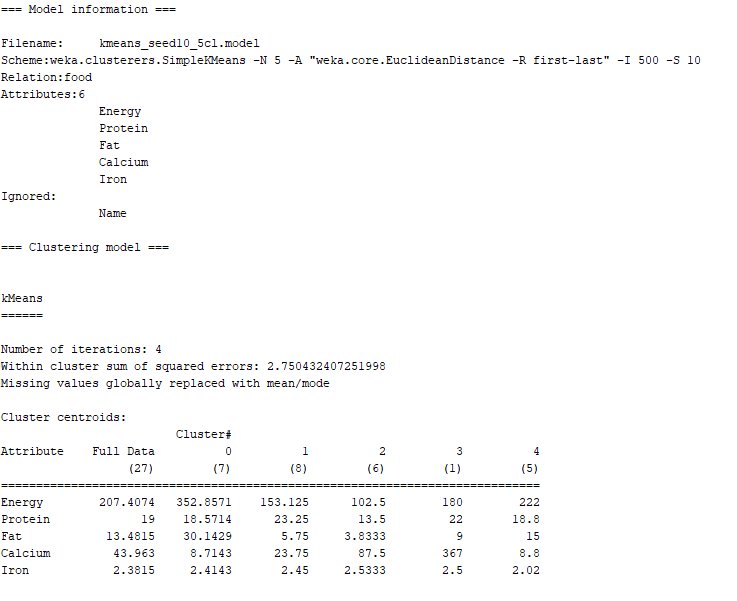 === Model information ===
Filename:     kmeans_seed10_5cl.model
Scheme:weka.clusterers.SimpleKMeans -N 5 -A "weka.core.EuclideanDistance -R first-last" -I 500 -S 10
Relation:food
Attributes:6
Energy
Protein
Fat
Calcium
Iron
Ignored:
Name
=== Clustering model ===
kMeans
======
Number of iterations: 4
Within cluster sum of squared errors: 2.750432407251998
Missing values globally replaced with mean/mode
Cluster centroids:
Cluster#
Attribute    Full Data          0          1          2          3          4
(27)        (7)        (8)        (6)        (1)        (5)
=============================================================================
Energy        207.4074   352.8571    153.125      102.5        180        222
Protein             19    18.5714      23.25       13.5         22       18.8
Fat            13.4815    30.1429       5.75     3.8333          9         15
Calcium         43.963     8.7143      23.75       87.5        367        8.8
Iron            2.3815     2.4143       2.45     2.5333        2.5       2.02